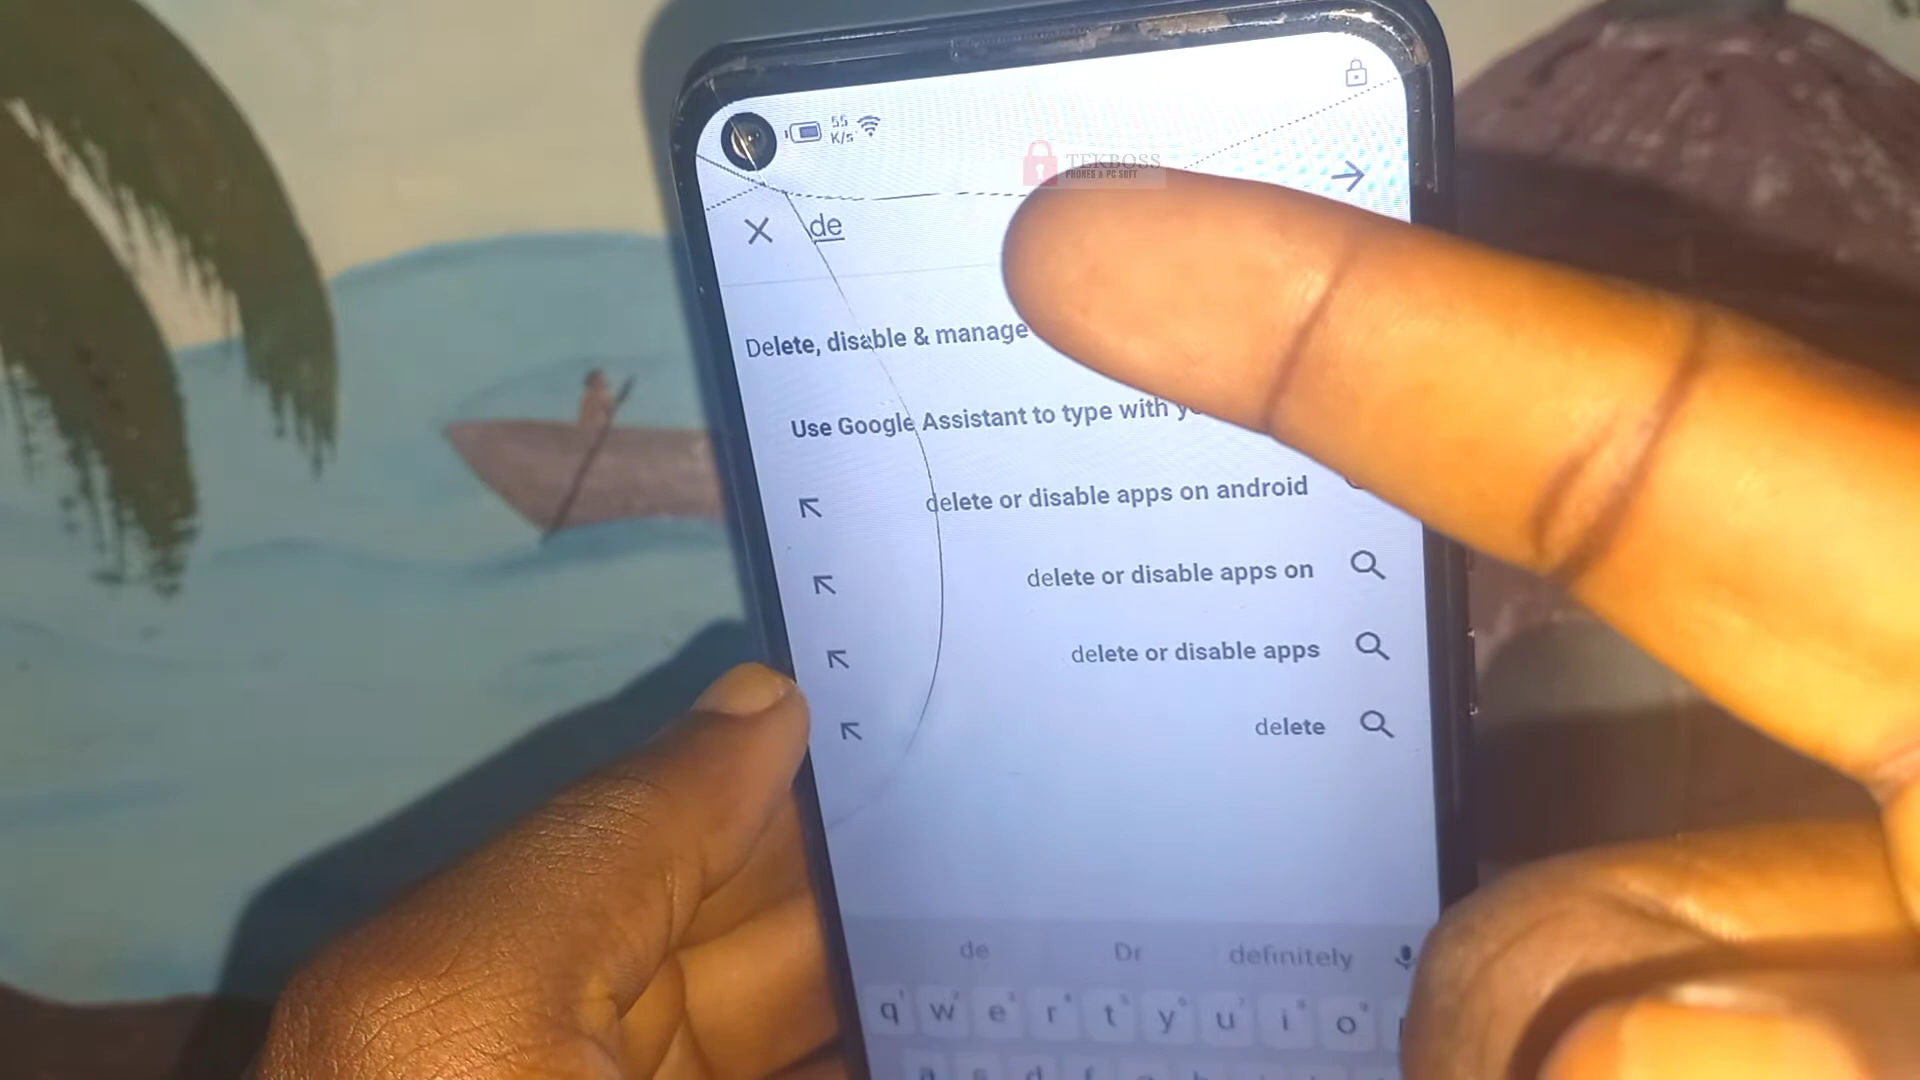 55
K/s
TEKBOSS
PHONES & PC SOFT
de
Delete, disable & manage
Use Google Assistant to type with
delete or disable apps on android
delete or disable apps on
delete or disable apps
delete
de Dr definitely
q w e r t y u i o